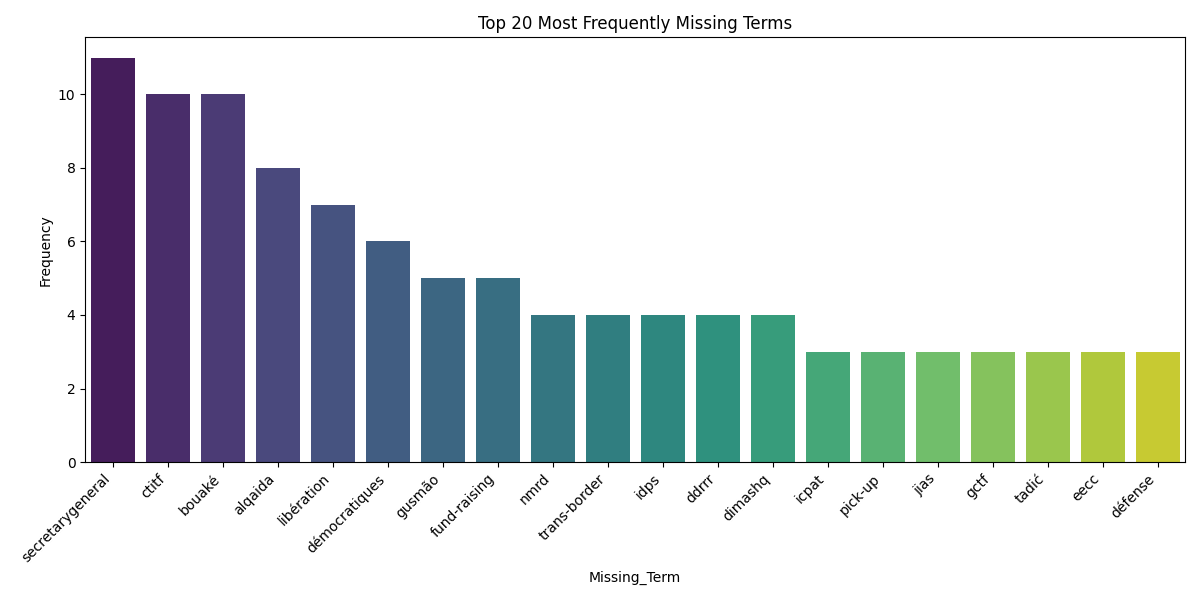 Top 20 Most Frequently Missing Terms
Frequency
10
8
6
4
2
0
secretarygeneral
ctitf
bouaké
alqaida
libération
démocratiques
gusmão
fund-raising
nmrd
trans-border
idps
ddrrr
dimashq
icpat
pick-up
jias
gctf
tadić
eecc
défense
Missing_Term